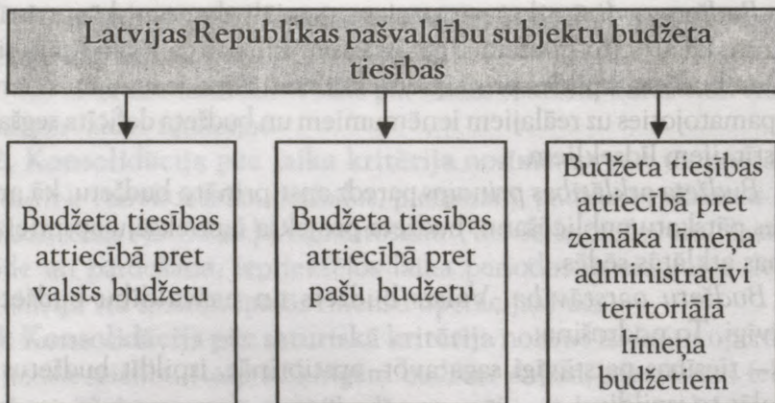 Latvijas Republikas pašvaldību subjektu budžeta
tiesības
Budžeta tiesības
attiecībā pret
valsts budžetu
Budžeta tiesības
attiecībā pret
pašu budžetu
Budžeta tiesības
attiecībā pret
zemāka līmeņa
administratīvi
teritoriālā
līmeņa
budžetiem